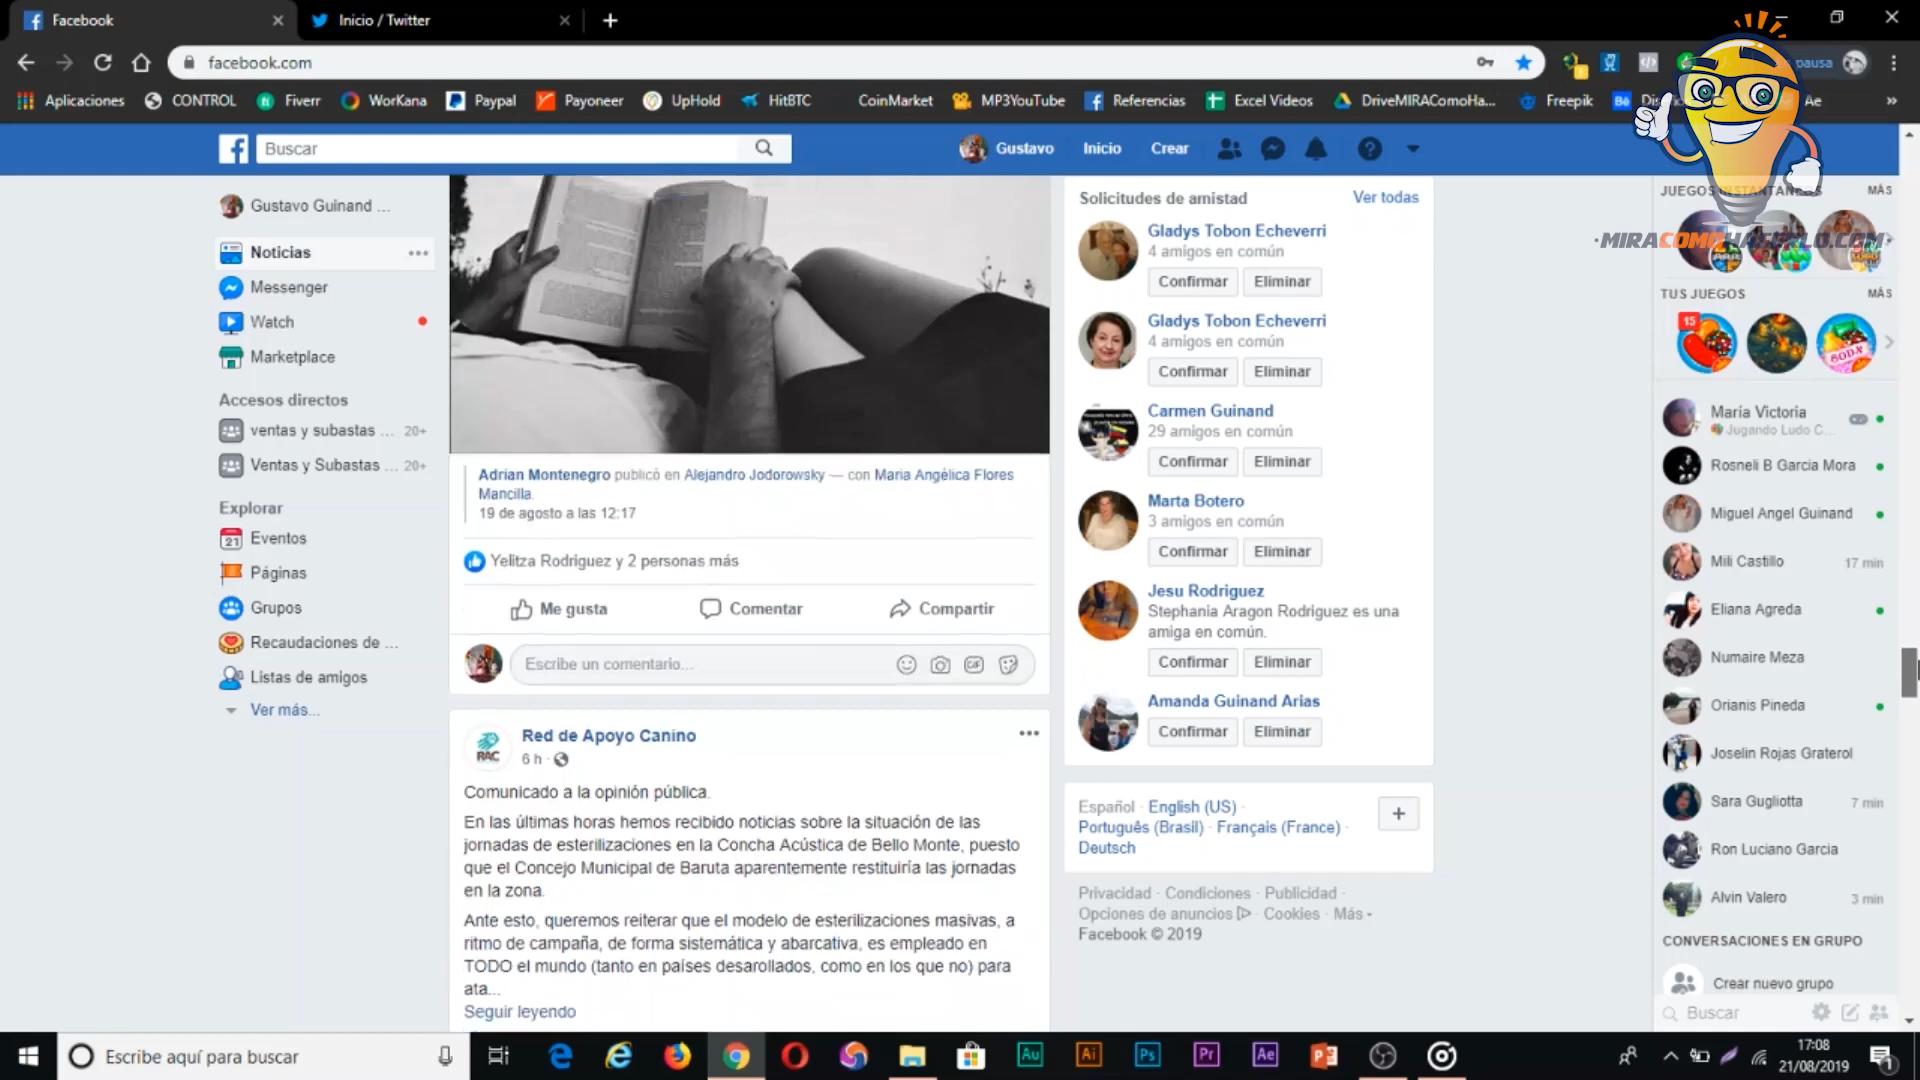 Facebook
Inicio / Twitter
facebook.com
pausa
Aplicaciones
CONTROL
Fiverr
WorKana
Paypal
Payoneer
UpHold
HitBTC
CoinMarket
MP3YouTube
Referencias
Excel Videos
DriveMIRAComoHa...
Freepik
Ae
Buscar
Gustavo
Inicio
Crear
·MIRACOMOHACERLO.COM·
Gustavo Guinand ...
Noticias
Messenger
Watch
Marketplace
Accesos directos
ventas y subastas ... 20+
Ventas y Subastas ... 20+
Explorar
Eventos
Páginas
Grupos
Recaudaciones de ...
Listas de amigos
Ver más...
Adrian Montenegro publicó en Alejandro Jodorowsky — con Maria Angélica Flores
Mancilla.
19 de agosto a las 12:17
Yelitza Rodriguez y 2 personas más
Me gusta
Comentar
Compartir
Escribe un comentario...
GIF
RAC
Red de Apoyo Canino
6 h ·
Comunicado a la opinión pública.
En las últimas horas hemos recibido noticias sobre la situación de las
jornadas de esterilizaciones en la Concha Acústica de Bello Monte, puesto
que el Concejo Municipal de Baruta aparentemente restituiría las jornadas
en la zona.
Ante esto, queremos reiterar que el modelo de esterilizaciones masivas, a
ritmo de campaña, de forma sistemática y abarcativa, es empleado en
TODO el mundo (tanto en países desarollados, como en los que no) para
ata...
Seguir leyendo
Solicitudes de amistad
Ver todas
Gladys Tobon Echeverri
4 amigos en común
Confirmar Eliminar
Gladys Tobon Echeverri
4 amigos en común
Confirmar Eliminar
Carmen Guinand
29 amigos en común
Confirmar Eliminar
Marta Botero
3 amigos en común
Confirmar Eliminar
Jesu Rodriguez
Stephania Aragon Rodriguez es una
amiga en común.
Confirmar Eliminar
Amanda Guinand Arias
Confirmar Eliminar
Español · English (US) ·
Português (Brasil) · Français (France) ·
Deutsch
Privacidad · Condiciones · Publicidad ·
Opciones de anuncios · Cookies · Más
Facebook © 2019
JUEGOS INSTANTÁNEOS MÁS
TUS JUEGOS MÁS
15
SODA
María Victoria
Jugando Ludo C...
Rosneli B Garcia Mora
Miguel Angel Guinand
Mili Castillo 17 min
Eliana Agreda
Numaire Meza
Orianis Pineda
Joselin Rojas Graterol
Sara Gugliotta 7 min
Ron Luciano Garcia
Alvin Valero 3 min
CONVERSACIONES EN GRUPO
Crear nuevo grupo
Buscar
Escribe aquí para buscar
Au
Ai
Ps
Pr
Ae
17:08
21/08/2019
1